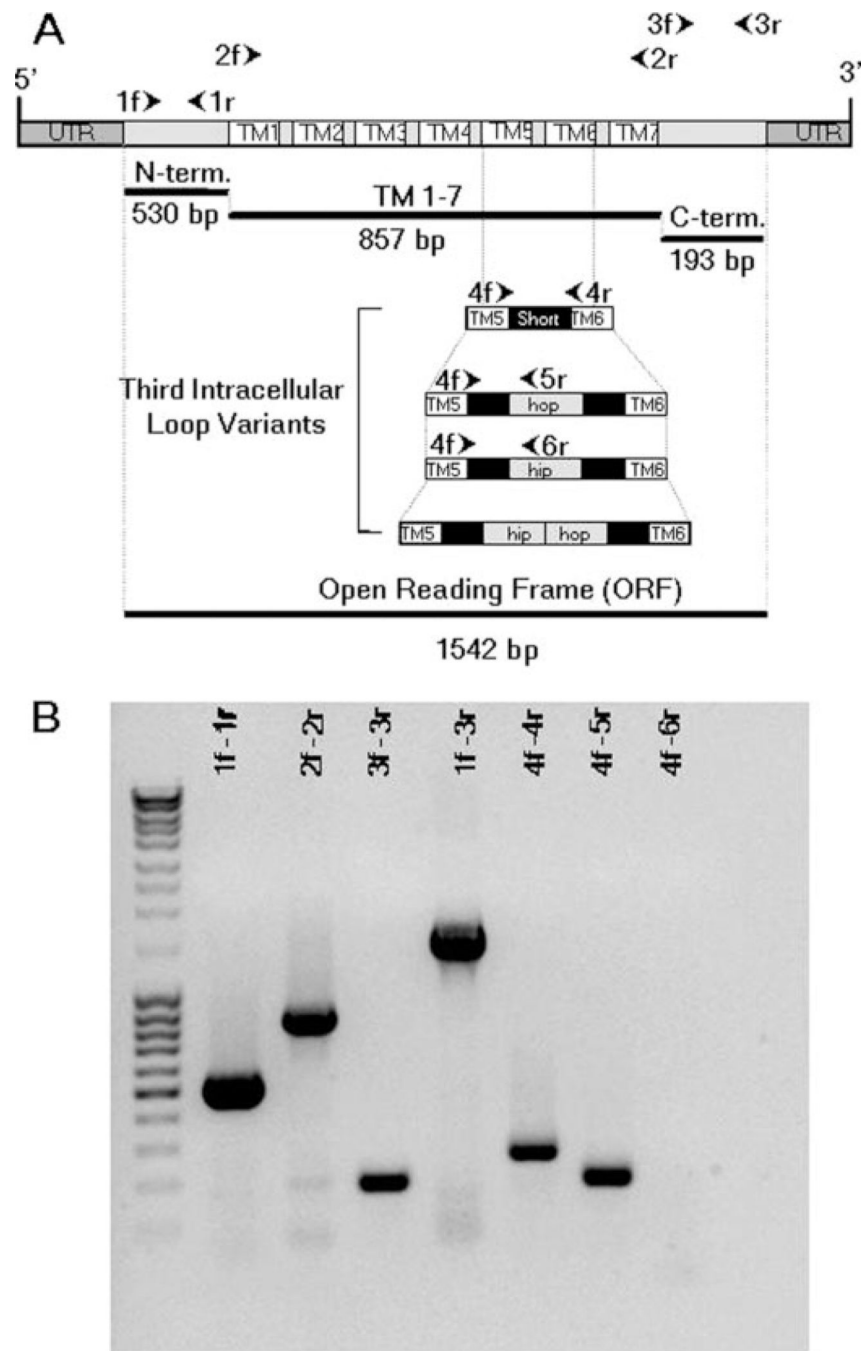 A
5'
3'
1f 1r
2f
2r
3f 3r
UTR TM1 TM2 TM3 TM4 TM5 TM6 TM7 UTR
N-term.
530 bp
TM 1-7
857 bp
C-term.
193 bp
Third Intracellular
Loop Variants
4f 4r
TM5 Short TM6
4f 5r
TM5 hop TM6
4f 6r
TM5 hip TM6
TM5 hip hop TM6
Open Reading Frame (ORF)
1542 bp
B
1f-1r
2f-2r
3f-3r
1f-3r
4f-4r
4f-5r
4f-6r